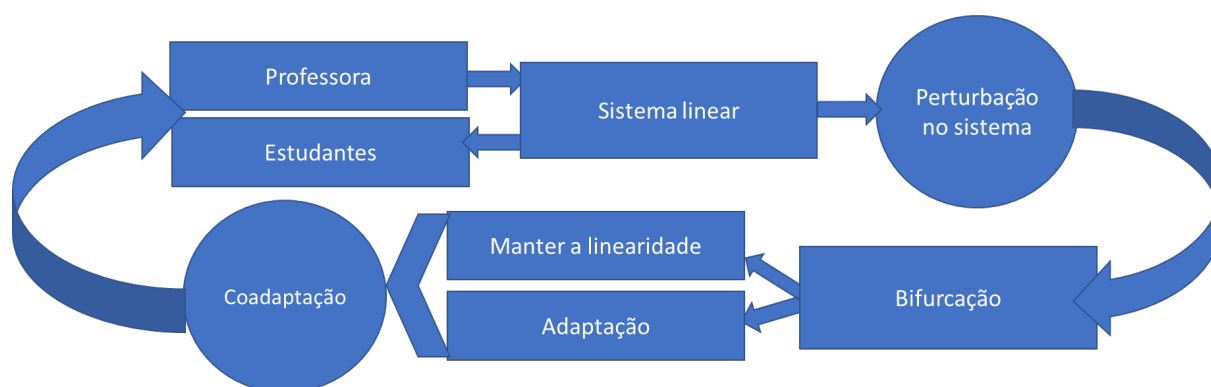 Professora
Estudantes
Sistema linear
Perturbação
no sistema
Manter a linearidade
Adaptação
Coadaptação
Bifurcação